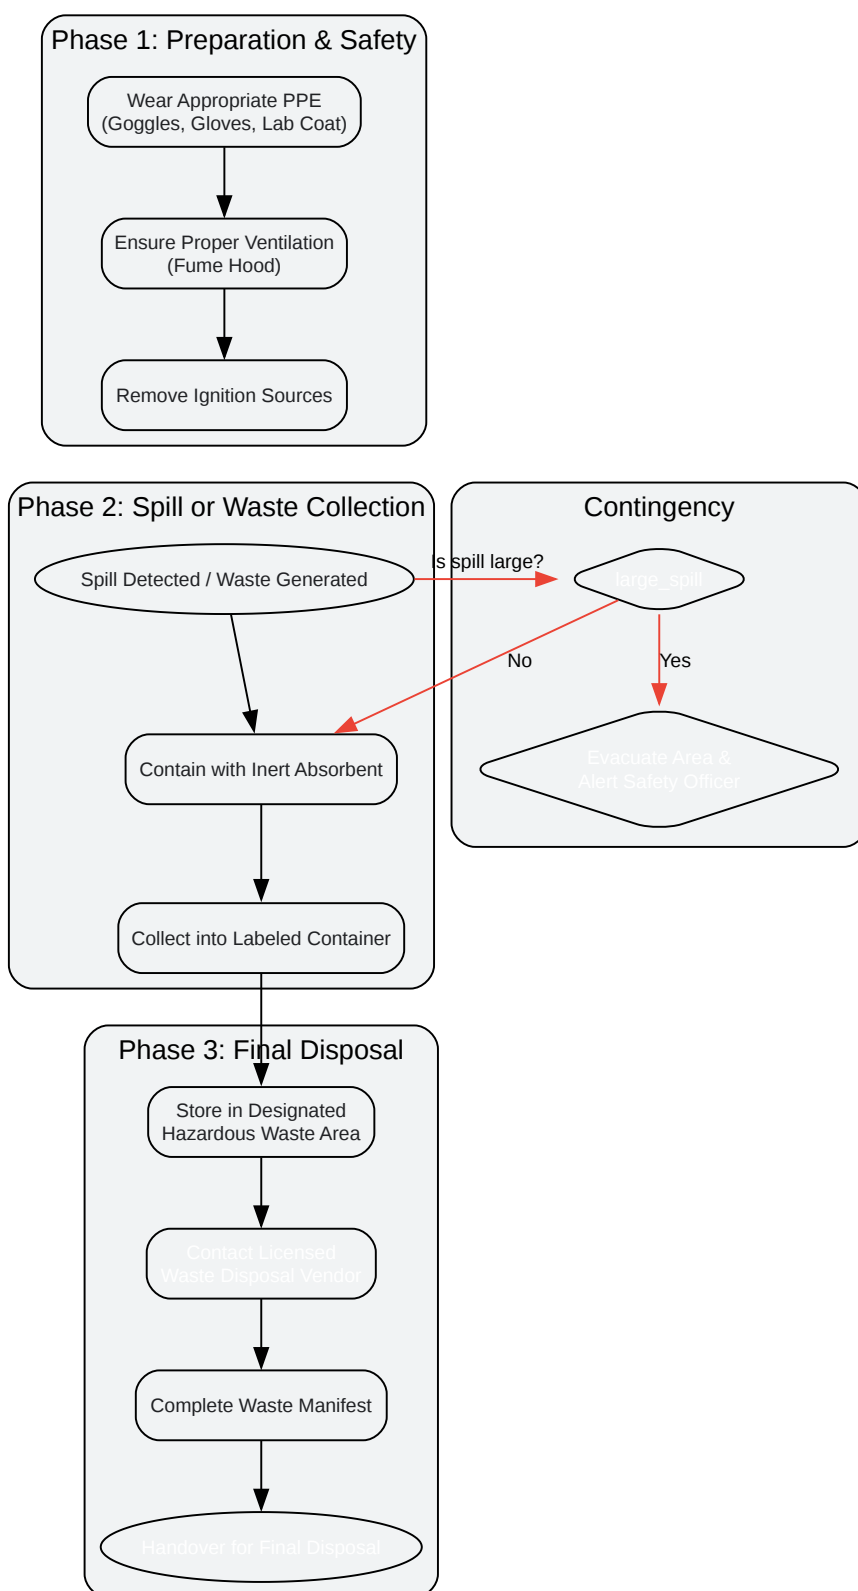 Phase 1: Preparation & Safety
Wear Appropriate PPE
(Goggles, Gloves, Lab Coat)
Ensure Proper Ventilation
(Fume Hood)
Remove Ignition Sources
Phase 2: Spill or Waste Collection
Contingency
Spill Detected / Waste Generated
Is spill large?
large_spill
No
Yes
Contain with Inert Absorbent
Evacuate Area &
Alert Safety Officer
Collect into Labeled Container
Phase 3: Final Disposal
Store in Designated
Hazardous Waste Area
Contact Licensed
Waste Disposal Vendor
Complete Waste Manifest
Handover for Final Disposal